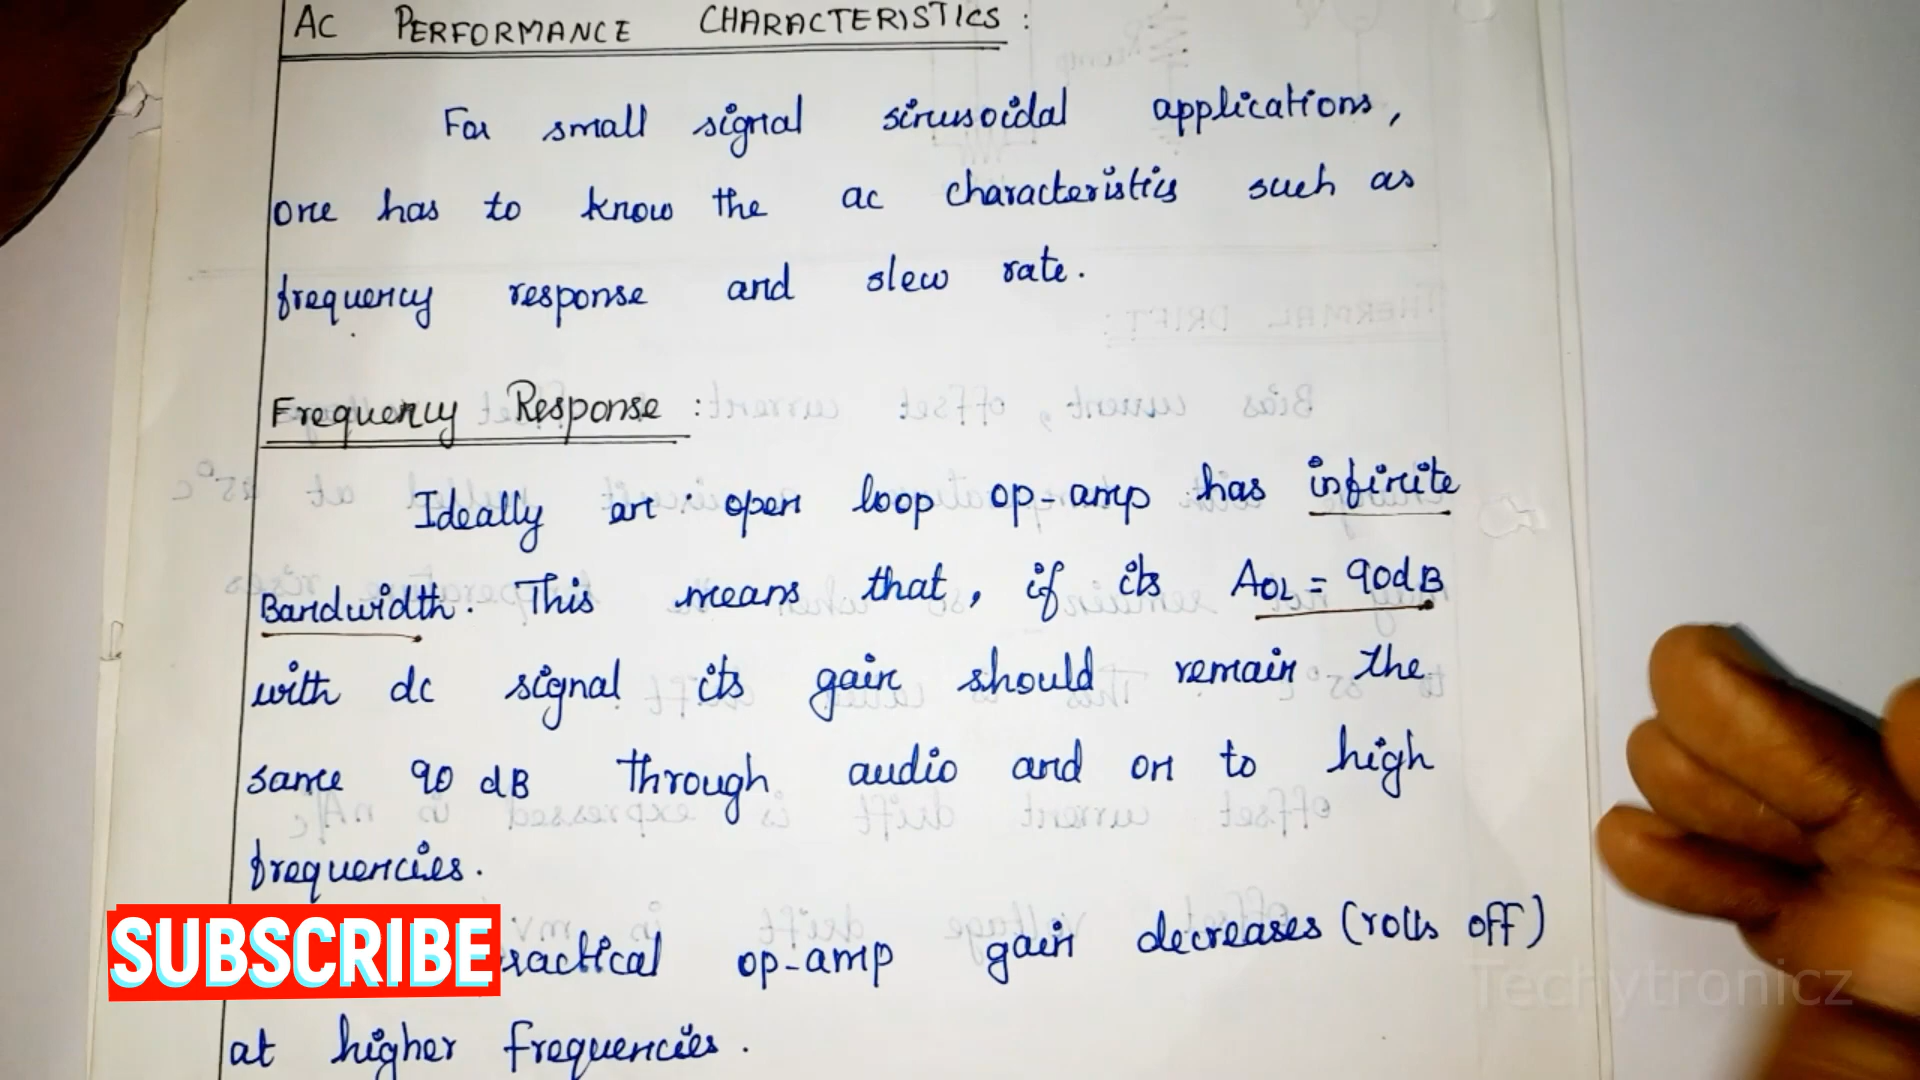 AC PERFORMANCE CHARACTERISTICS :
For small signal sinusoidal applications,
one has to know the ac characteristics such as
frequency response and slew rate.
Frequency Response :
Ideally an open loop op-amp has infinite
Bandwidth. This means that, if its AOL = 90dB
with dc signal its gain should remain the
same 90 dB through audio and on to high
frequencies.
SUBSCRIBE
ractical op-amp gain decreases (rolls off)
Techytronicz
at higher frequencies.